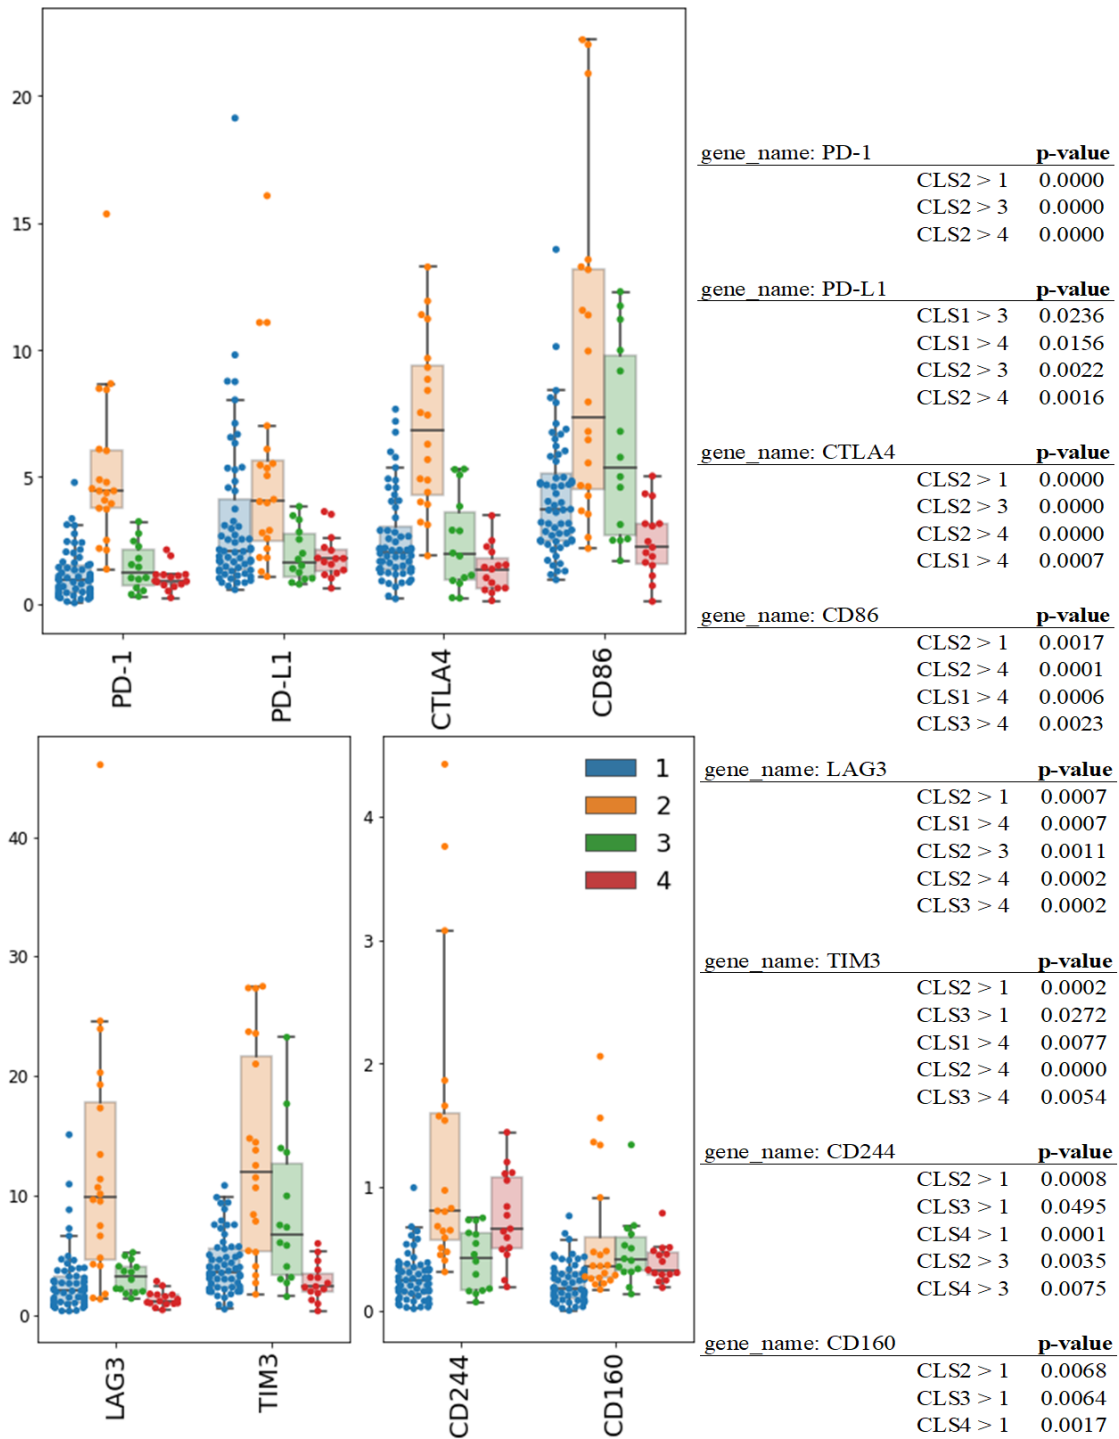 20
15
10
5
0
PD-1
PD-L1
CTLA4
CD86
40
30
20
10
0
LAG3
TIM3
4
3
2
1
0
1
2
3
4
CD244
CD160
gene_name: PD-1 p-value
CLS2 > 1 0.0000
CLS2 > 3 0.0000
CLS2 > 4 0.0000
gene_name: PD-L1 p-value
CLS1 > 3 0.0236
CLS1 > 4 0.0156
CLS2 > 3 0.0022
CLS2 > 4 0.0016
gene_name: CTLA4 p-value
CLS2 > 1 0.0000
CLS2 > 3 0.0000
CLS2 > 4 0.0000
CLS1 > 4 0.0007
gene_name: CD86 p-value
CLS2 > 1 0.0017
CLS2 > 4 0.0001
CLS1 > 4 0.0006
CLS3 > 4 0.0023
gene_name: LAG3 p-value
CLS2 > 1 0.0007
CLS1 > 4 0.0007
CLS2 > 3 0.0011
CLS2 > 4 0.0002
CLS3 > 4 0.0002
gene_name: TIM3 p-value
CLS2 > 1 0.0002
CLS3 > 1 0.0272
CLS1 > 4 0.0077
CLS2 > 4 0.0000
CLS3 > 4 0.0054
gene_name: CD244 p-value
CLS2 > 1 0.0008
CLS3 > 1 0.0495
CLS4 > 1 0.0001
CLS2 > 3 0.0035
CLS4 > 3 0.0075
gene_name: CD160 p-value
CLS2 > 1 0.0068
CLS3 > 1 0.0064
CLS4 > 1 0.0017